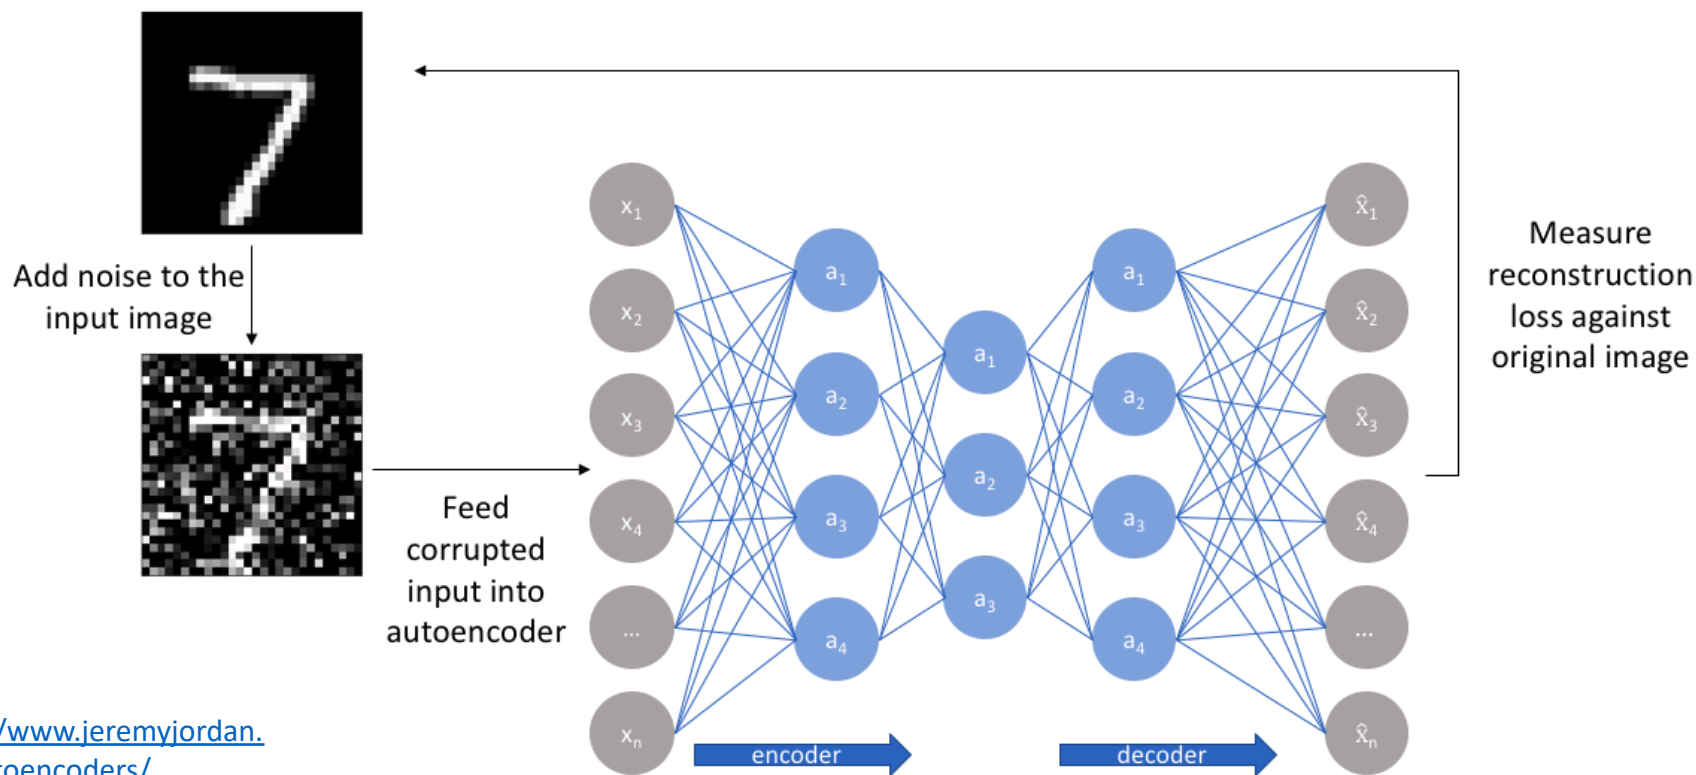 Add noise to the
input image
Feed
corrupted
input into
autoencoder
x1
x2
x3
x4
...
xn
a1
a2
a3
a4
a1
a2
a3
a1
a2
a3
a4
x̂1
x̂2
x̂3
x̂4
...
x̂n
encoder
decoder
Measure
reconstruction
loss against
original image
/www.jeremyjordan.
toencoders/